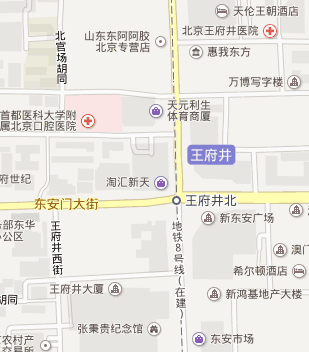 天伦王朝酒店
北京王府井医院
北官场胡同
山东东阿阿胶
北京专营店
惠我东方
万博写字楼
天元利生
体育商厦
首都医科大学附
属北京口腔医院
王府井
府世纪
淘汇新天
东安门大街
王府井北
新东安广场
部东华
公区
王府井西街
地铁8号线(在建)
澳门
希尔顿酒店
王府井大厦
新鸿基地产大楼
胡同
张秉贵纪念馆
农村产
交易所
东安市场